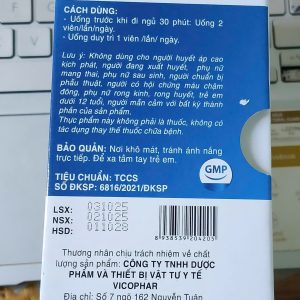 CÁCH DÙNG:
- Uống trước khi đi ngủ 30 phút: Uống 2
viên/lần/ngày.
- Uống duy trì 1 viên /lần/ ngày.
Lưu ý: Không dùng cho người huyết áp cao
kích phát, người đang xuất huyết, phụ nữ
mang thai, phụ nữ sau sinh, người chuẩn bị
phẫu thuật, người có hội chứng máu chậm
đông, phụ nữ rong kinh, rong huyết, trẻ em
dưới 12 tuổi, người mẫn cảm với bất kỳ thành
phần của sản phẩm.
Thực phẩm này không phải là thuốc, không có
tác dụng thay thế thuốc chữa bệnh.
BẢO QUẢN: Nơi khô mát, tránh ánh nắng
trực tiếp. Để xa tầm tay trẻ em.
TIÊU CHUẨN: TCCS
SỐ ĐKSP: 6816/2021/ĐKSP
GMP
LSX: 031025
NSX: 021025
HSD: 011028
8 938539 204205
Thương nhân chịu trách nhiệm về chất
lượng sản phẩm: CÔNG TY TNHH DƯỢC
PHẨM VÀ THIẾT BỊ VẬT TƯ Y TẾ
VICOPHAR
Địa chỉ: Số 7 ngõ 162 Nguyễn Tuân